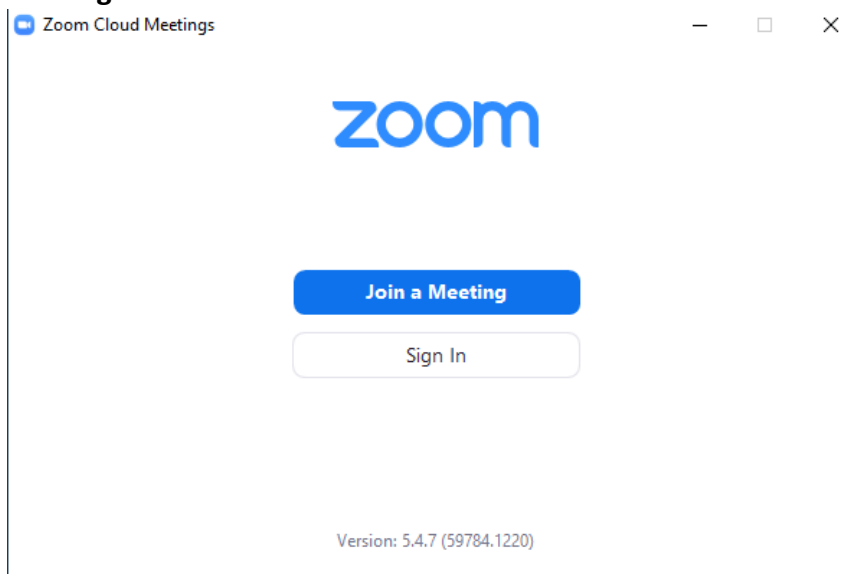 Zoom Cloud Meetings
zoom
Join a Meeting
Sign In
Version: 5.4.7 (59784.1220)